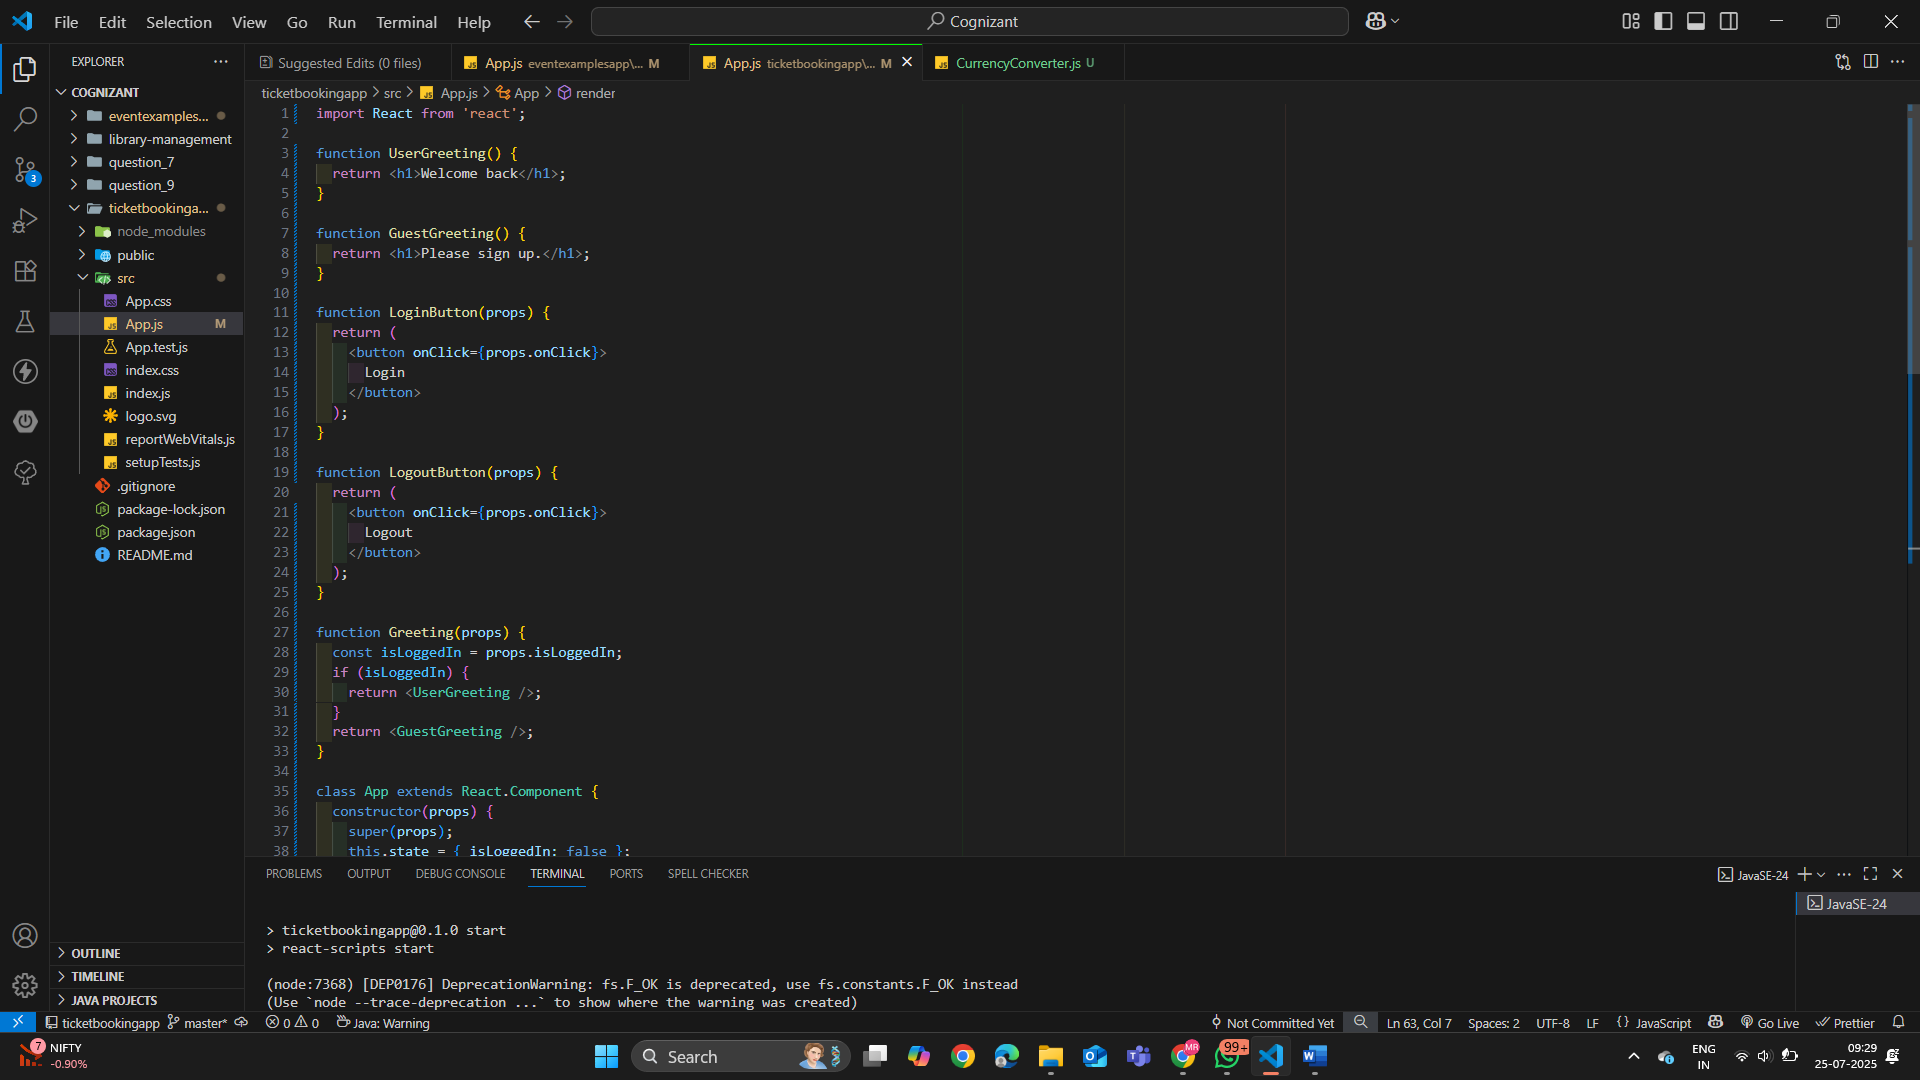 File Edit Selection View Go Run Terminal Help
Cognizant
EXPLORER
COGNIZANT
eventexamples...
library-management
question_7
question_9
ticketbookinga...
node_modules
public
src
App.css
App.js M
App.test.js
index.css
index.js
logo.svg
reportWebVitals.js
setupTests.js
.gitignore
package-lock.json
package.json
README.md
OUTLINE
TIMELINE
JAVA PROJECTS
3
Suggested Edits (0 files)
App.js eventexamplesapp\... M
App.js ticketbookingapp\... M
CurrencyConverter.js U
ticketbookingapp > src > App.js > App > render
1 import React from 'react';
2
3 function UserGreeting() {
4 return <h1>Welcome back</h1>;
5 }
6
7 function GuestGreeting() {
8 return <h1>Please sign up.</h1>;
9 }
10
11 function LoginButton(props) {
12 return (
13 <button onClick={props.onClick}>
14 Login
15 </button>
16 );
17 }
18
19 function LogoutButton(props) {
20 return (
21 <button onClick={props.onClick}>
22 Logout
23 </button>
24 );
25 }
26
27 function Greeting(props) {
28 const isLoggedIn = props.isLoggedIn;
29 if (isLoggedIn) {
30 return <UserGreeting />;
31 }
32 return <GuestGreeting />;
33 }
34
35 class App extends React.Component {
36 constructor(props) {
37 super(props);
38 this.state = { isLoggedIn: false };
PROBLEMS OUTPUT DEBUG CONSOLE TERMINAL PORTS SPELL CHECKER
JavaSE-24
JavaSE-24
> ticketbookingapp@0.1.0 start
> react-scripts start
(node:7368) [DEP0176] DeprecationWarning: fs.F_OK is deprecated, use fs.constants.F_OK instead
(Use `node --trace-deprecation ...` to show where the warning was created)
ticketbookingapp master* 0 0 Java: Warning
Not Committed Yet Ln 63, Col 7 Spaces: 2 UTF-8 LF {} JavaScript Go Live Prettier
7
NIFTY
-0.90%
Search
MR
99+
ENG
IN
09:29
25-07-2025